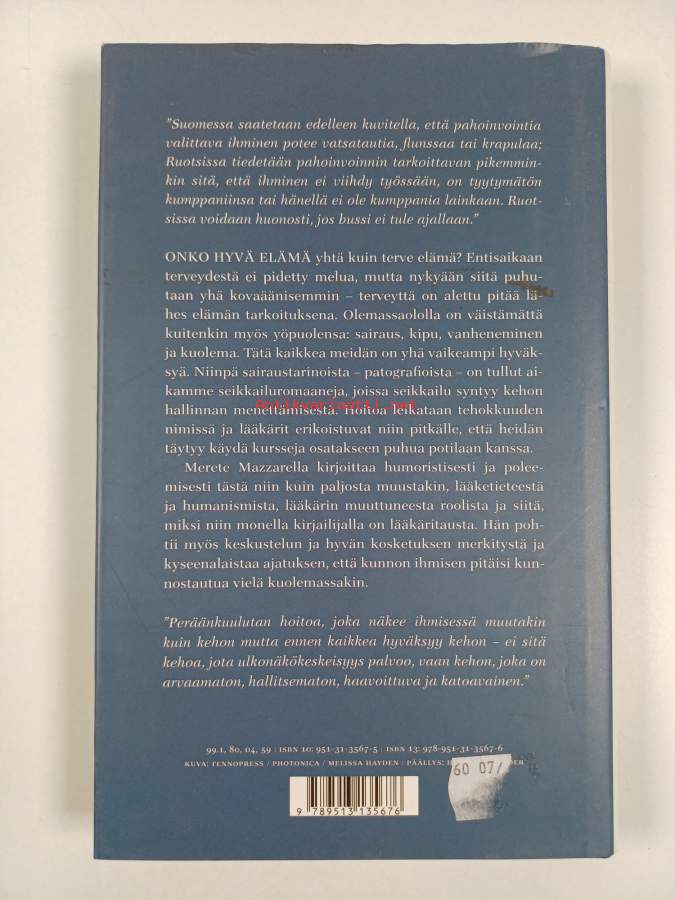 "Suomessa saatetaan edelleen kuvitella, että pahoinvointia
valittava ihminen potee vatsatautia, flunssaa tai krapulaa;
Ruotsissa tiedetään pahoinvoinnin tarkoittavan pikemmin-
kin sitä, että ihminen ei viihdy työssään, on tyytymätön
kumppaniinsa tai hänellä ei ole kumppania lainkaan. Ruot-
sissa voidaan huonosti, jos bussi ei tule ajallaan."
ONKO HYVÄ ELÄMÄ yhtä kuin terve elämä? Entisaikaan
terveydestä ei pidetty melua, mutta nykyään siitä puhu-
taan yhä kovaäänisemmin – terveyttä on alettu pitää lä-
hes elämän tarkoituksena. Olemassaololla on väistämättä
kuitenkin myös yöpuolensa: sairaus, kipu, vanheneminen
ja kuolema. Tätä kaikkea meidän on yhä vaikeampi hyväk-
syä. Niinpä sairaustarinoista – patografioista – on tullut ai-
kamme seikkailuromaaneja, joissa seikkailu syntyy kehon
hallinnan menettämisestä. Hoitoa leikataan tehokkuuden
Antikvariaatti.net
nimissä ja lääkärit erikoistuvat niin pitkälle, että heidän
täytyy käydä kursseja osatakseen puhua potilaan kanssa.
Merete Mazzarella kirjoittaa humoristisesti ja polee-
misesti tästä niin kuin paljosta muustakin, lääketieteestä
ja humanismista, lääkärin muuttuneesta roolista ja siitä,
miksi niin monella kirjailijalla on lääkäritausta. Hän poh-
tii myös keskustelun ja hyvän kosketuksen merkitystä ja
kyseenalaistaa ajatuksen, että kunnon ihmisen pitäisi kun-
nostautua vielä kuolemassakin.
"Peräänkuulutan hoitoa, joka näkee ihmisessä muutakin
kuin kehon mutta ennen kaikkea hyväksyy kehon – ei sitä
kehoa, jota ulkonäkökeskeisyys palvoo, vaan kehon, joka on
arvaamaton, hallitsematon, haavoittuva ja katoavainen."
99.1, 80, 04, 59 | ISBN 10: 951-31-3567-5 | ISBN 13: 978-951-31-3567-6
KUVA: FENNOPRESS / PHOTONICA / MELISSA HAYDEN / PÄÄLLYS:
60 07/
9 789513 135676